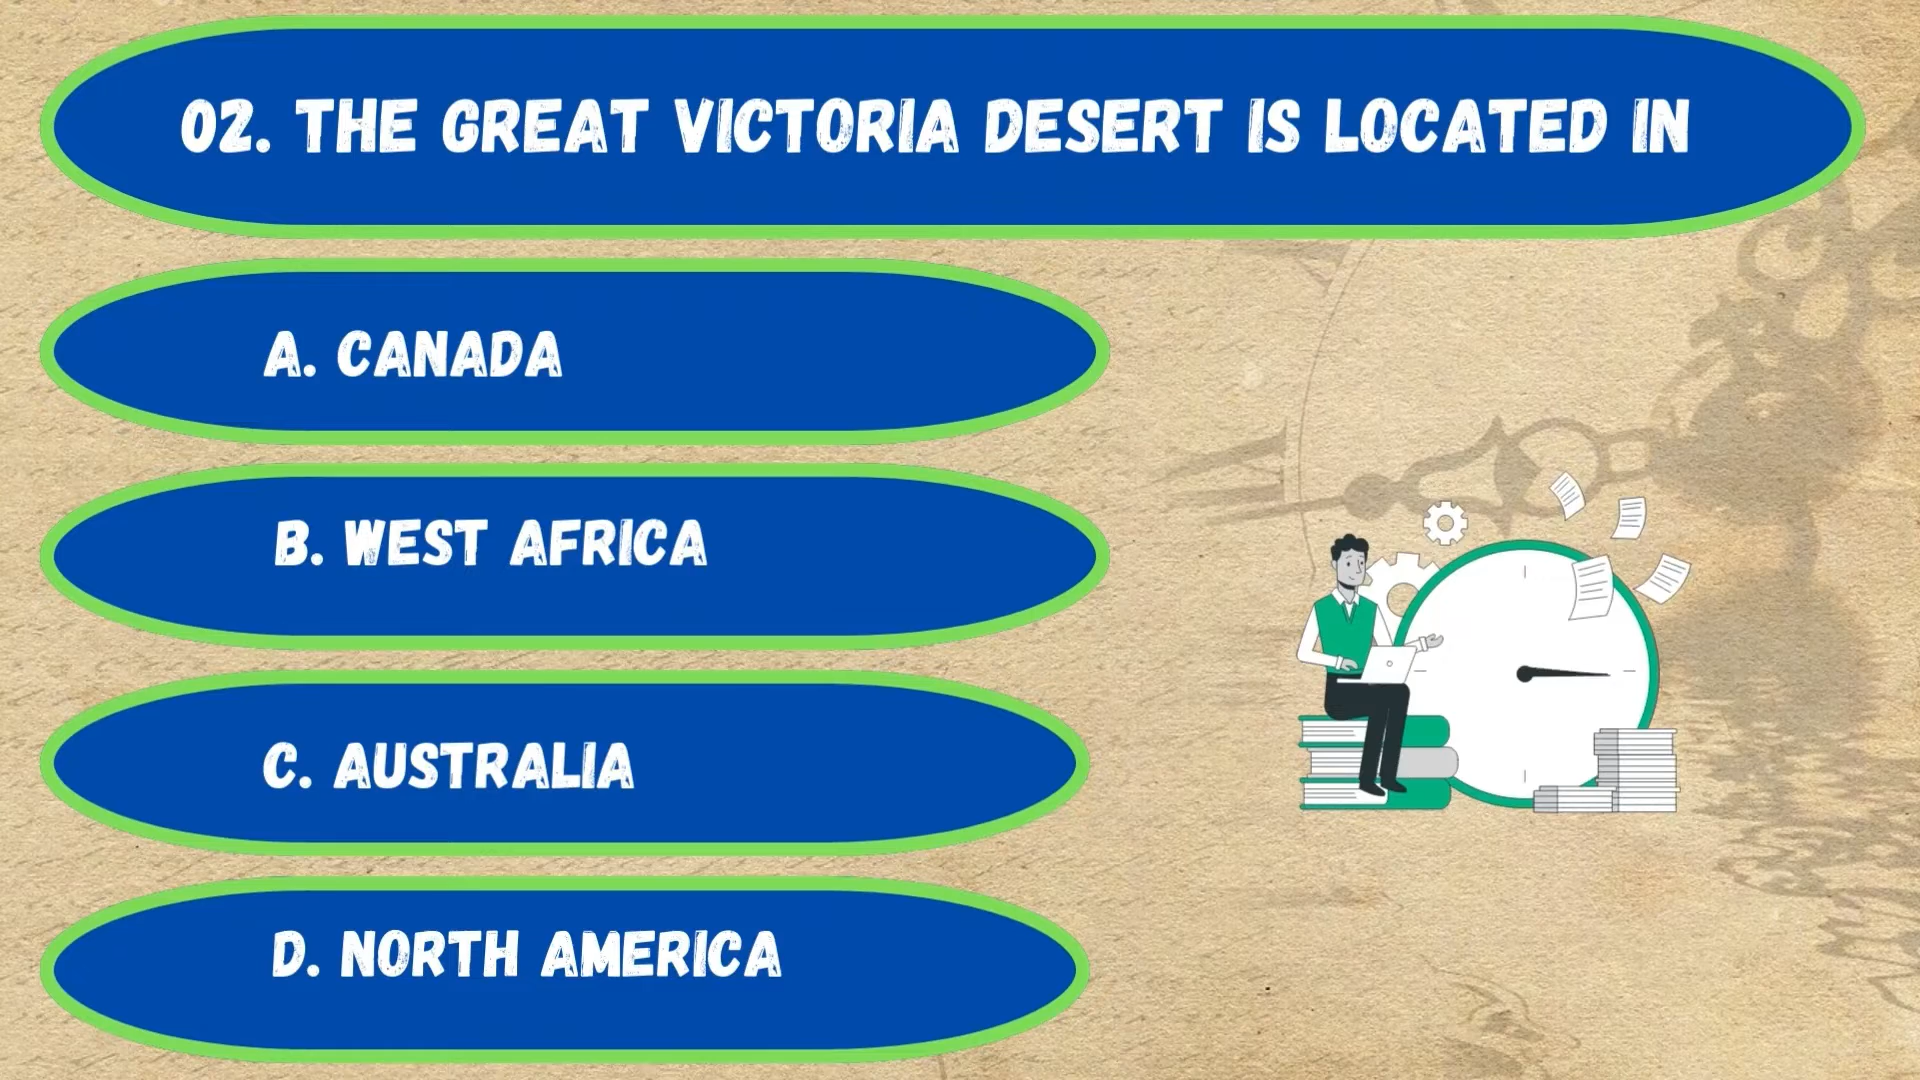 02. THE GREAT VICTORIA DESERT IS LOCATED IN
A. CANADA
B. WEST AFRICA
C. AUSTRALIA
D. NORTH AMERICA